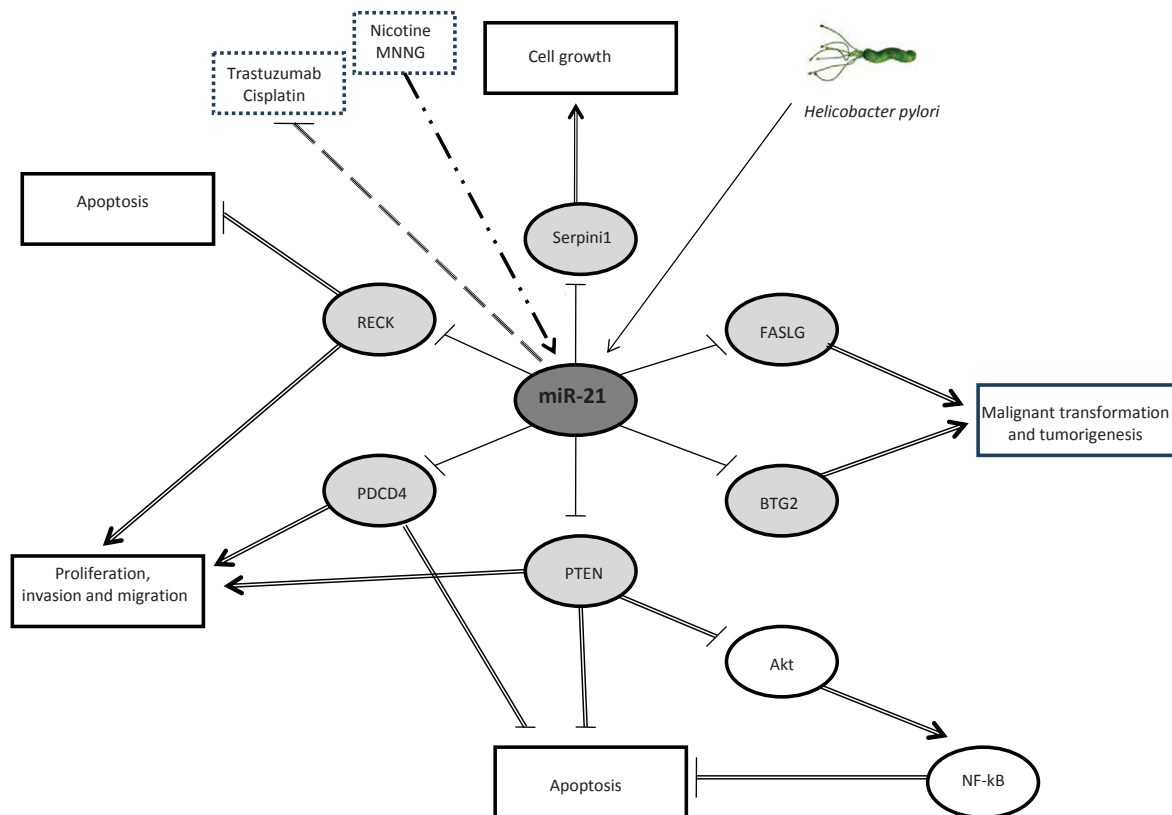 Nicotine
MNNG
Trastuzumab
Cisplatin
Cell growth
Helicobacter pylori
Apoptosis
Serpini1
RECK
FASLG
miR-21
Malignant transformation
and tumorigenesis
PDCD4
BTG2
PTEN
Proliferation,
invasion and migration
Akt
Apoptosis
NF-kB